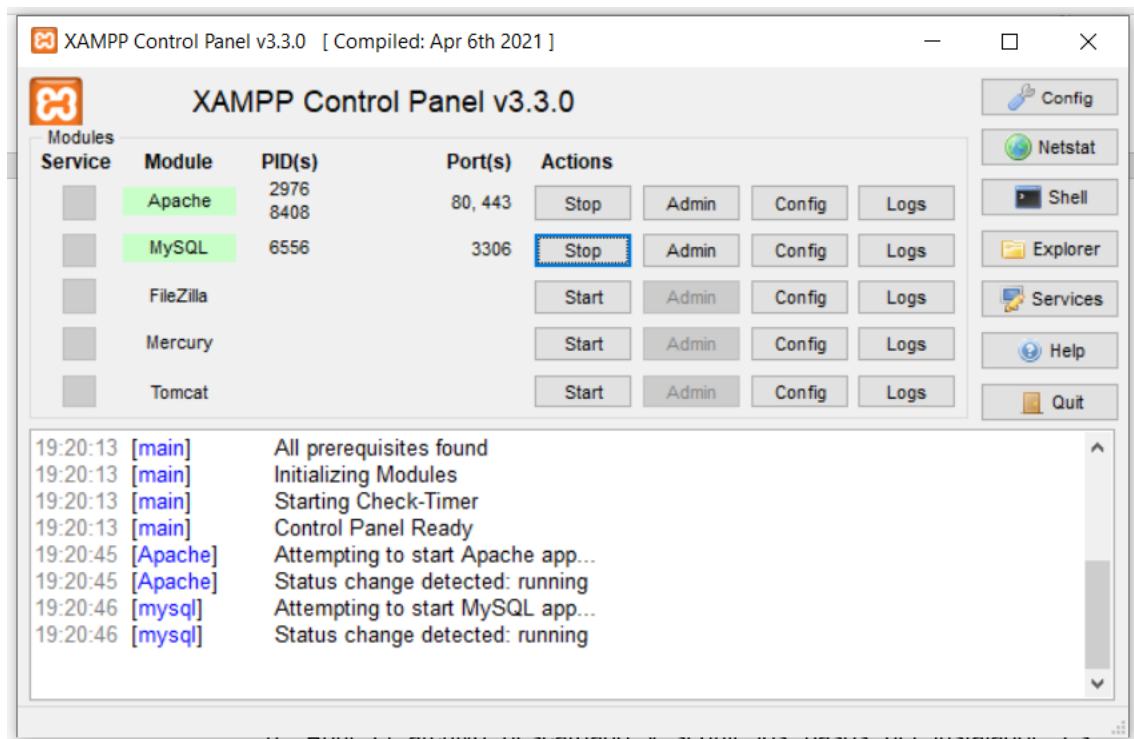 XAMPP Control Panel v3.3.0 [ Compiled: Apr 6th 2021 ]
XAMPP Control Panel v3.3.0
Config
Netstat
Shell
Explorer
Services
Help
Quit
Modules
Service Module PID(s) Port(s) Actions
Apache 2976 8408 80, 443 Stop Admin Config Logs
MySQL 6556 3306 Stop Admin Config Logs
FileZilla Start Admin Config Logs
Mercury Start Admin Config Logs
Tomcat Start Admin Config Logs
19:20:13 [main] All prerequisites found
19:20:13 [main] Initializing Modules
19:20:13 [main] Starting Check-Timer
19:20:13 [main] Control Panel Ready
19:20:45 [Apache] Attempting to start Apache app...
19:20:45 [Apache] Status change detected: running
19:20:46 [mysql] Attempting to start MySQL app...
19:20:46 [mysql] Status change detected: running